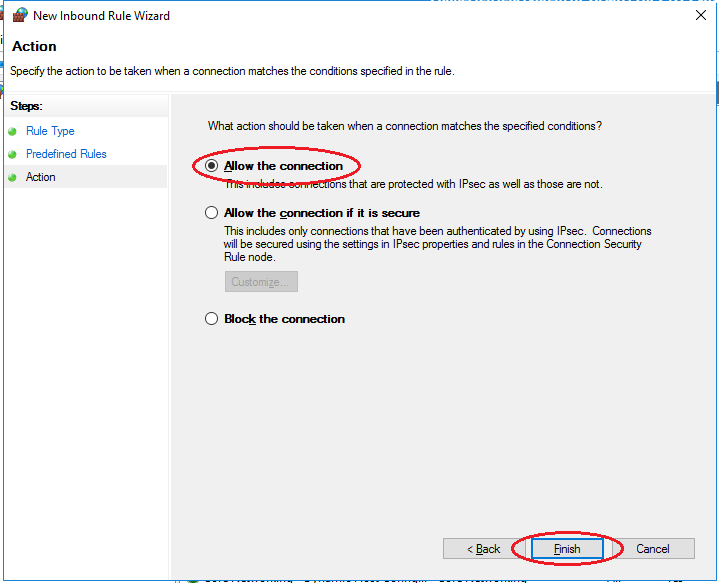 New Inbound Rule Wizard
Action
Specify the action to be taken when a connection matches the conditions specified in the rule.
Steps:
Rule Type
Predefined Rules
Action
What action should be taken when a connection matches the specified conditions?
Allow the connection
This includes connections that are protected with IPsec as well as those are not.
Allow the connection if it is secure
This includes only connections that have been authenticated by using IPsec. Connections
will be secured using the settings in IPsec properties and rules in the Connection Security
Rule node.
Customize...
Block the connection
< Back
Finish
Cancel